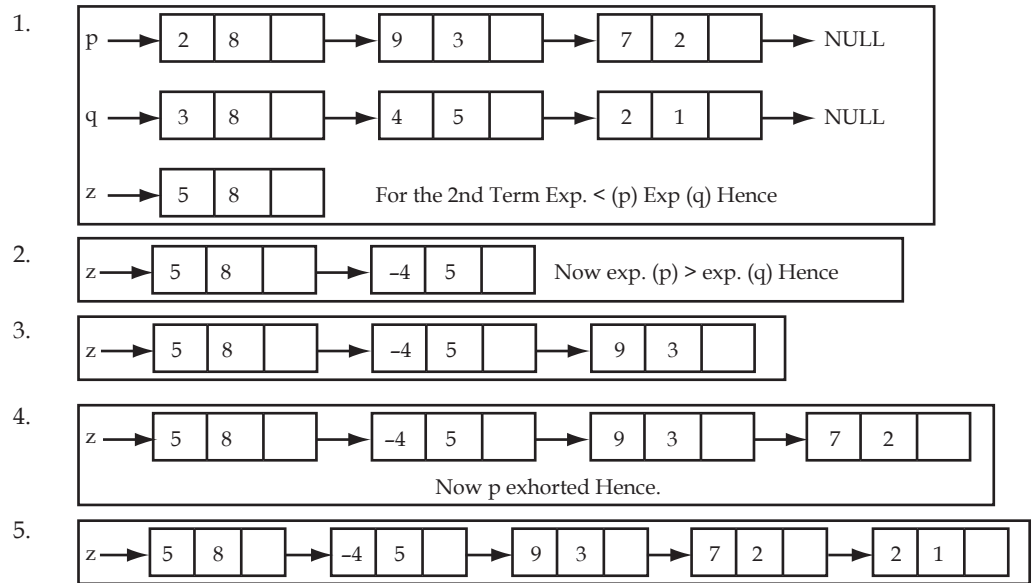 1.
p 2 8 9 3 7 2 NULL
q 3 8 4 5 2 1 NULL
z 5 8 For the 2nd Term Exp. < (p) Exp (q) Hence
2.
z 5 8 –4 5 Now exp. (p) > exp. (q) Hence
3.
z 5 8 –4 5 9 3
4.
z 5 8 –4 5 9 3 7 2
Now p exhorted Hence.
5.
z 5 8 –4 5 9 3 7 2 2 1